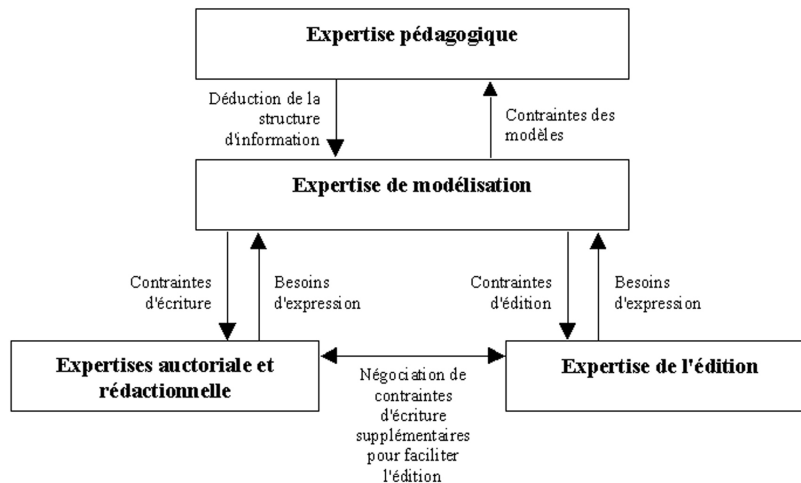 Expertise pédagogique
Déduction de la
structure
d'information
Contraintes des
modèles
Expertise de modélisation
Contraintes
d'écriture
Besoins
d'expression
Contraintes
d'édition
Besoins
d'expression
Expertises auctoriale et
rédactionnelle
Négociation de
contraintes
d'écriture
supplémentaires
pour faciliter
l'édition
Expertise de l'édition